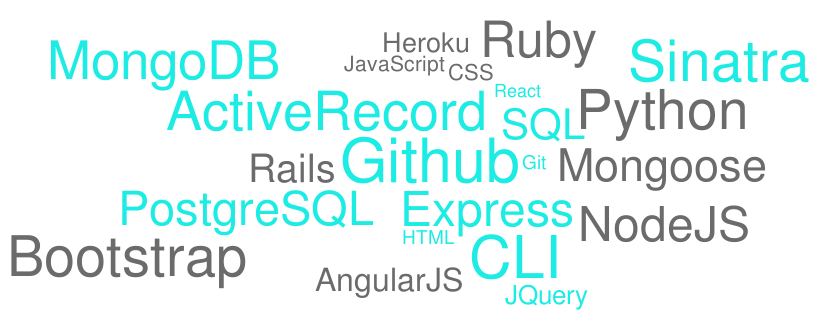 Heroku Ruby
MongoDB JavaScript CSS Sinatra
React
ActiveRecord SQL Python
Rails Github Git Mongoose
PostgreSQL Express NodeJS
HTML
Bootstrap CLI
AngularJS
JQuery